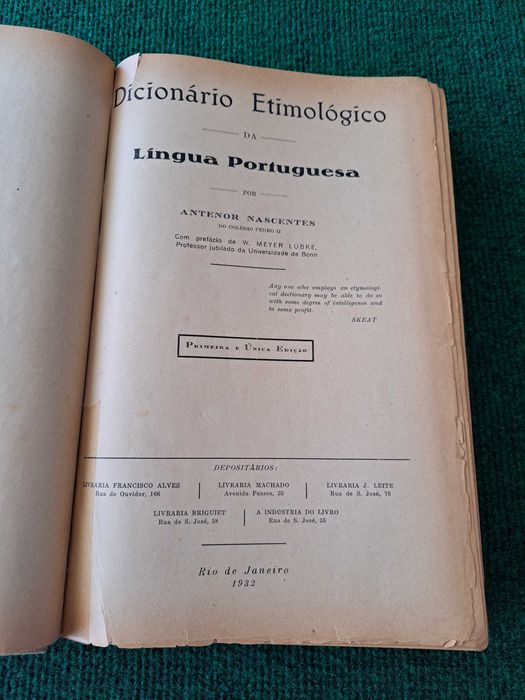 Dicionário Etimológico
DA
Língua Portuguesa
POR
ANTENOR NASCENTES
DO COLÉGIO PEDRO II
Com prefácio de W. MEYER LÜBKE,
Professor jubilado da Universidade de Bonn
Any one who employs an etymologi-
cal dictionary may be able to do so
with some degree of intelligence and
to some profit.
SKEAT
PRIMEIRA E ÚNICA EDIÇÃO
DEPOSITÁRIOS:
LIVRARIA FRANCISCO ALVES
Rua do Ouvidor, 166
LIVRARIA MACHADO
Avenida Passos, 25
LIVRARIA J. LEITE
Rua de S. José, 70
LIVRARIA BRIGUIET
Rua de S. José, 38
A INDUSTRIA DO LIVRO
Rua de S. José, 35
Rio de Janeiro
1932